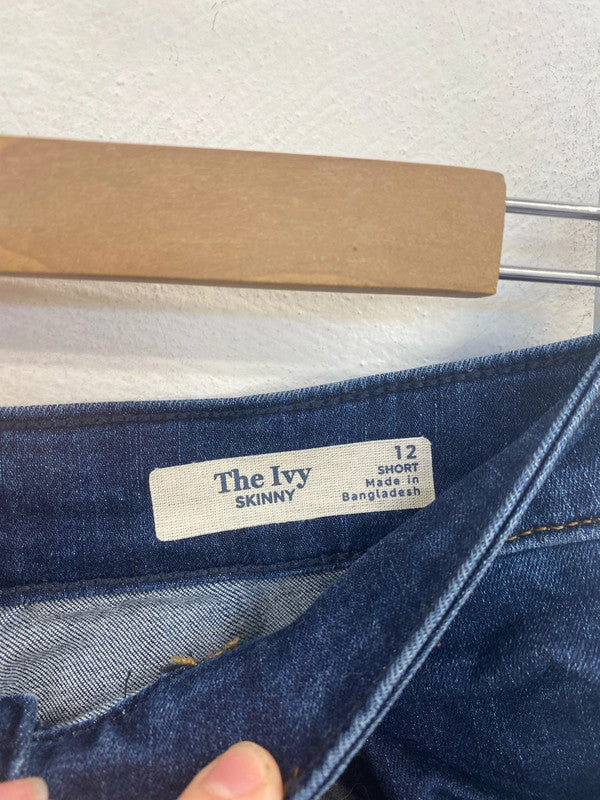 The Ivy
SKINNY
12
SHORT
Made in
Bangladesh